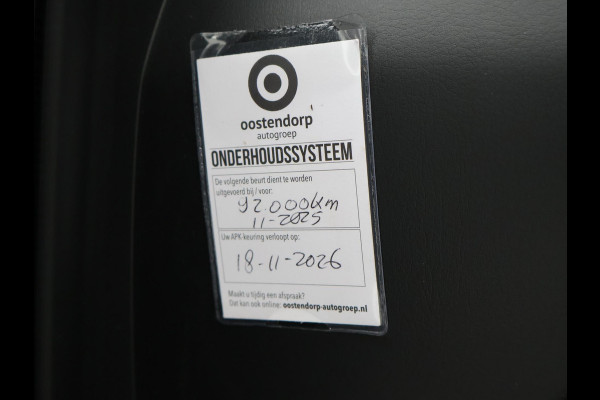 oostendorp
autogroep
ONDERHOUDSSYSTEEM
De volgende beurt dient te worden
uitgevoerd bij / voor:
92.000km
11-2025
Uw APK-keuring verloopt op:
18-11-2026
Maakt u tijdig een afspraak?
Dat kan ook online: oostendorp-autogroep.nl